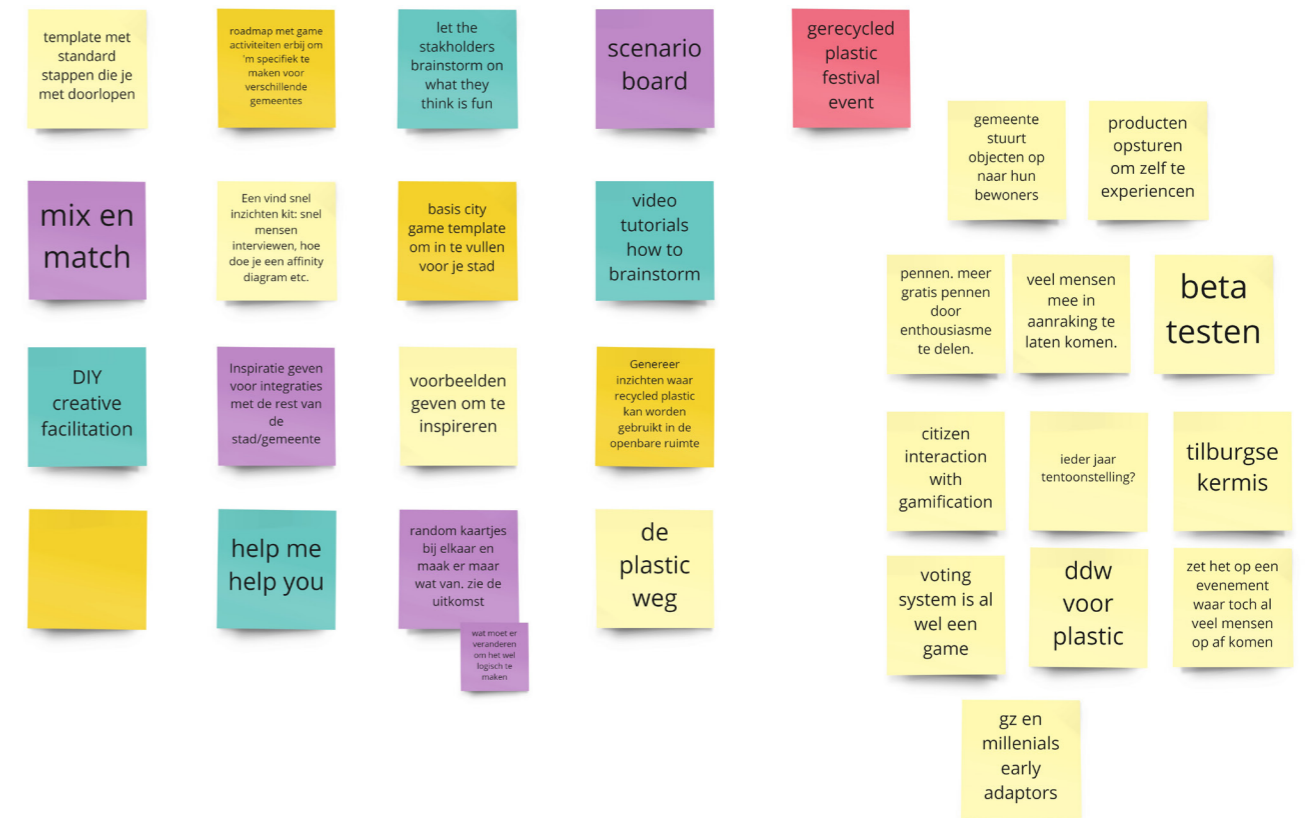 template met
standard
stappen die je
met doorlopen
roadmap met game
activiteiten erbij om
'm specifiek te
maken voor
verschillende
gemeentes
let the
stakholders
brainstorm on
what they
think is fun
scenario
board
gerecycled
plastic
festival
event
gemeente
stuurt
objecten op
naar hun
bewoners
producten
opsturen
om zelf te
experiencen
mix en
match
Een vind snel
inzichten kit: snel
mensen
interviewen, hoe
doe je een affinity
diagram etc.
basis city
game template
om in te vullen
voor je stad
video
tutorials
how to
brainstorm
pennen. meer
gratis pennen
door
enthousiasme
te delen.
veel mensen
mee in
aanraking te
laten komen.
beta
testen
DIY
creative
facilitation
Inspiratie geven
voor integraties
met de rest van
de
stad/gemeente
voorbeelden
geven om te
inspireren
Genereer
inzichten waar
recycled plastic
kan worden
gebruikt in de
openbare ruimte
citizen
interaction
with
gamification
ieder jaar
tentoonstelling?
tilburgse
kermis
help me
help you
random kaartjes
bij elkaar en
maak er maar
wat van. zie de
uitkomst
wat moet er
veranderen
om het wel
logisch te
maken
de
plastic
weg
voting
system is al
wel een
game
ddw
voor
plastic
zet het op een
evenement
waar toch al
veel mensen
op af komen
gz en
millenials
early
adaptors